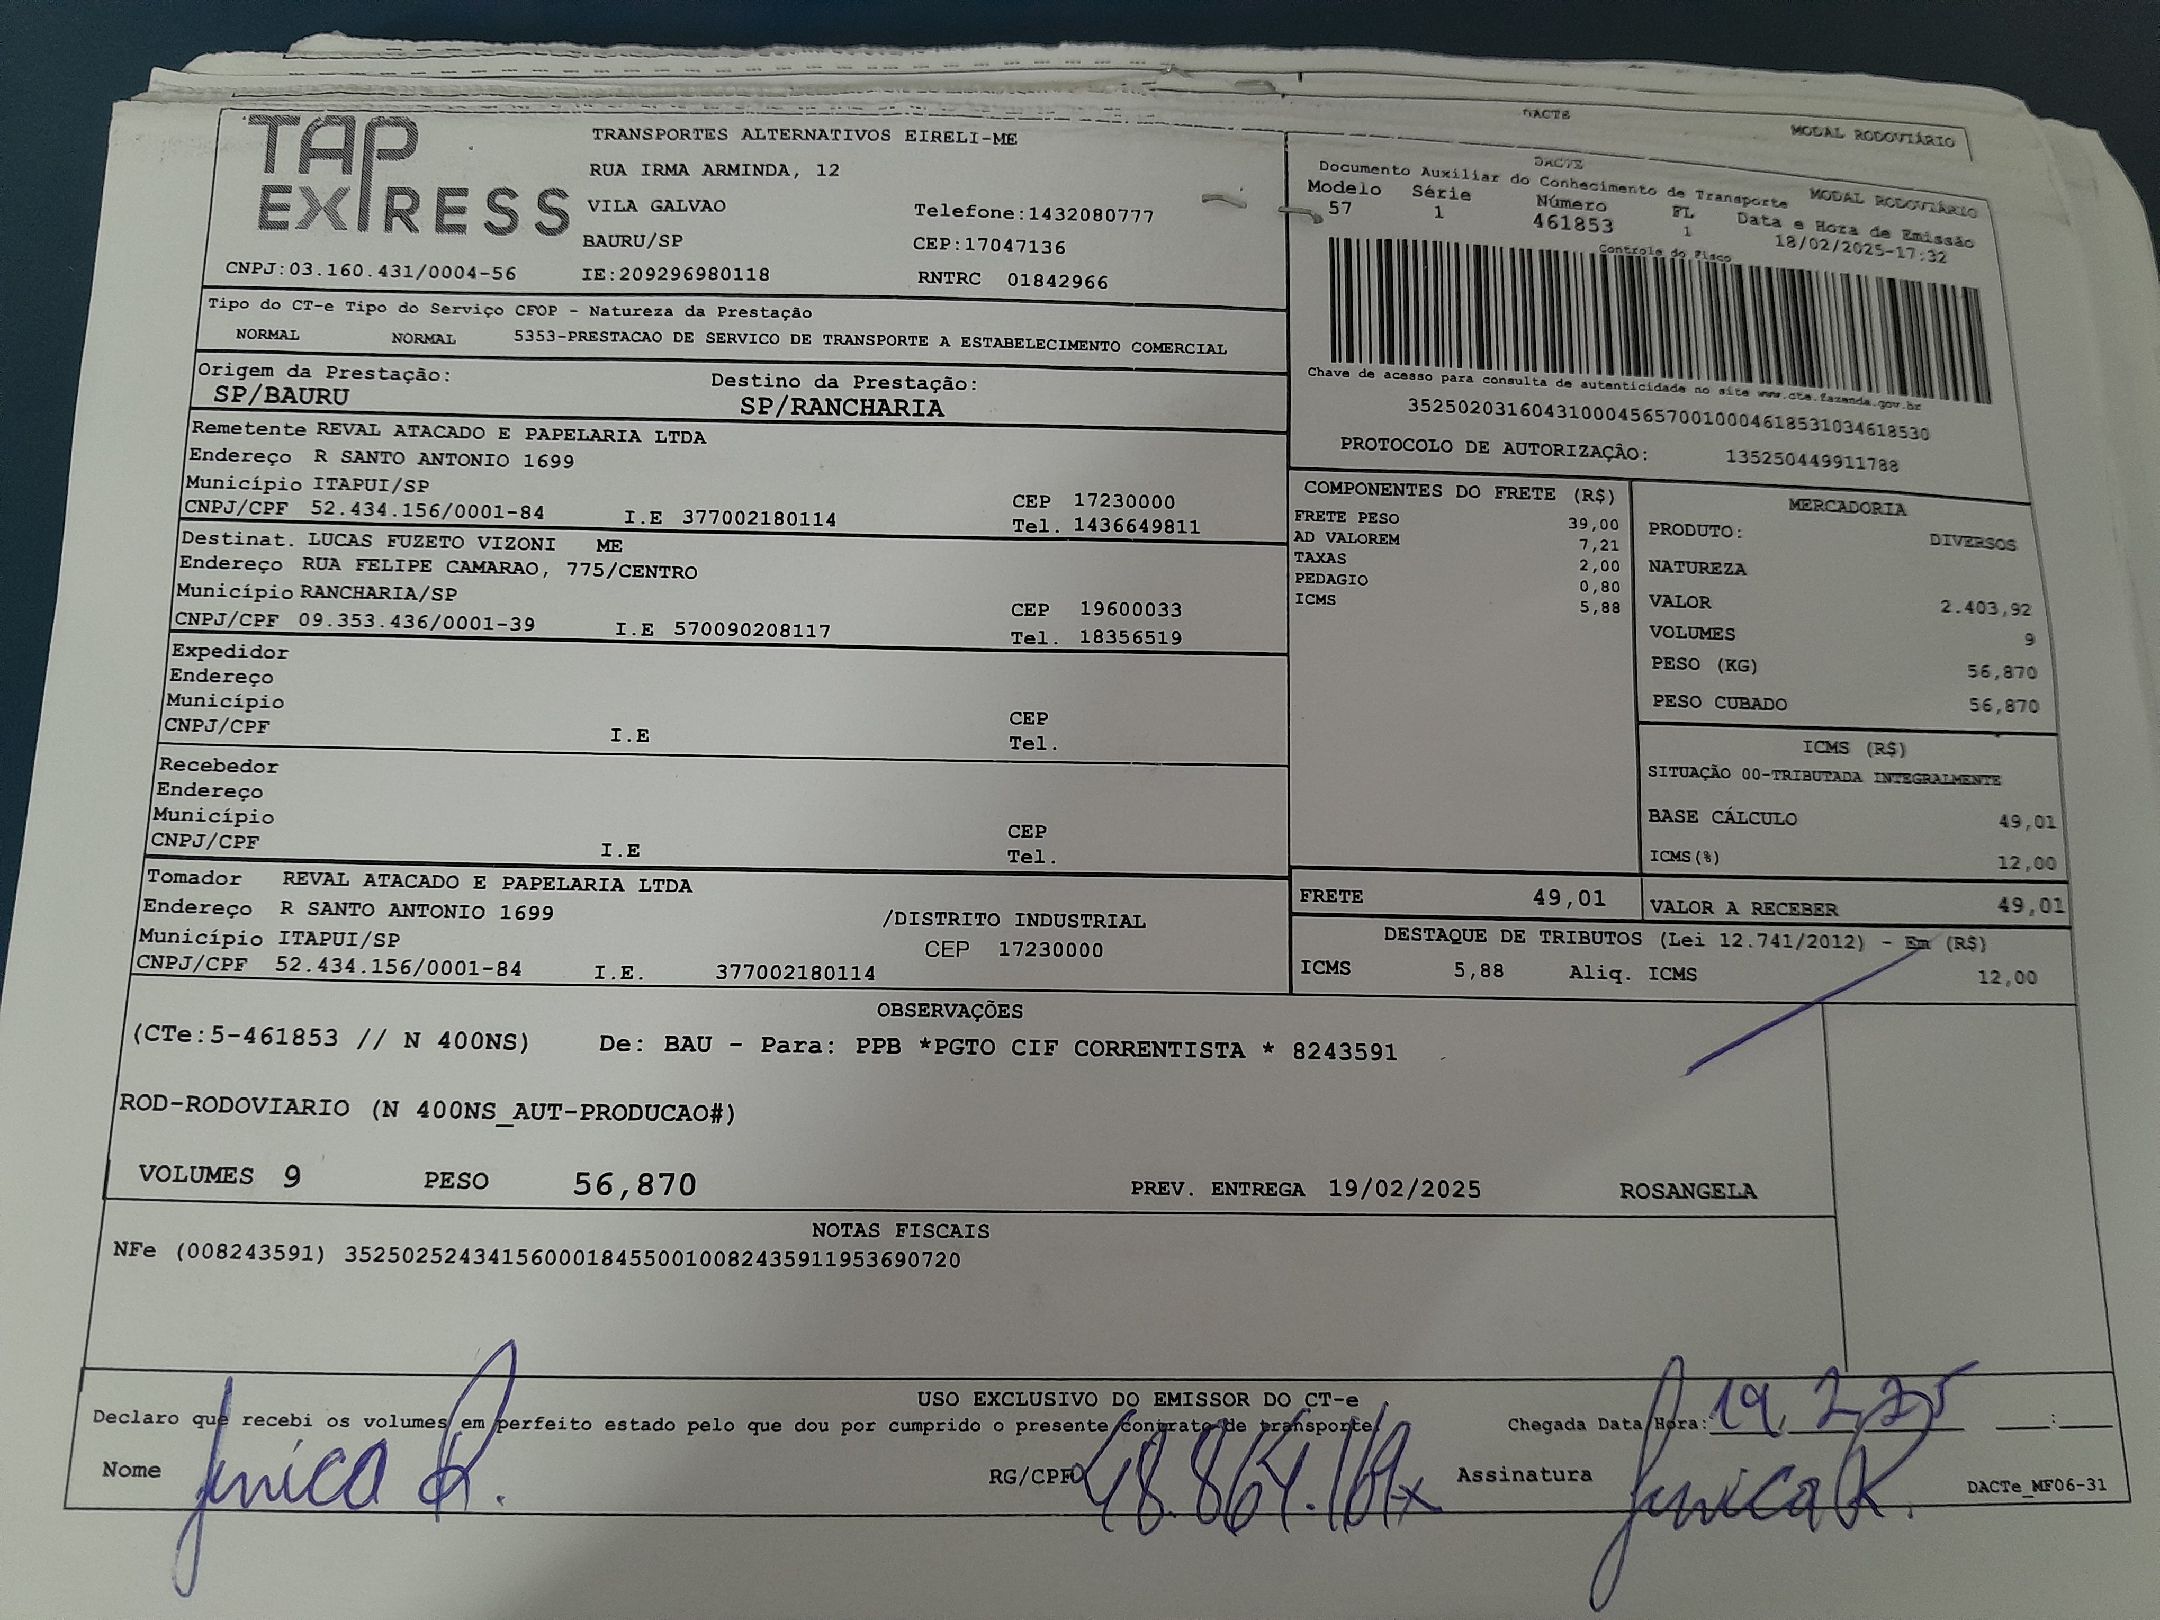 TAP EXPRESS
TRANSPORTES ALTERNATIVOS EIRELI-ME
RUA IRMA ARMINDA, 12
VILA GALVAO Telefone:1432080777
BAURU/SP CEP:17047136
CNPJ:03.160.431/0004-56 IE:209296980118 RNTRC 01842966
DACTE
MODAL RODOVIÁRIO
DACTE
MODAL RODOVIÁRIO
Documento Auxiliar do Conhecimento de Transporte
Modelo Série Número FL Data e Hora de Emissão
57 1 461853 1 18/02/2025-17:32
Controle do Fisco
Chave de acesso para consulta de autenticidade no site www.cte.fazenda.gov.br
35250203160431000456570010004618531034618530
PROTOCOLO DE AUTORIZAÇÃO: 135250449911788
Tipo do CT-e Tipo do Serviço CFOP - Natureza da Prestação
NORMAL NORMAL 5353-PRESTACAO DE SERVICO DE TRANSPORTE A ESTABELECIMENTO COMERCIAL
Origem da Prestação: Destino da Prestação:
SP/BAURU SP/RANCHARIA
Remetente REVAL ATACADO E PAPELARIA LTDA
Endereço R SANTO ANTONIO 1699
Município ITAPUI/SP CEP 17230000
CNPJ/CPF 52.434.156/0001-84 I.E 377002180114 Tel. 1436649811
Destinat. LUCAS FUZETO VIZONI ME
Endereço RUA FELIPE CAMARAO, 775/CENTRO
Município RANCHARIA/SP CEP 19600033
CNPJ/CPF 09.353.436/0001-39 I.E 570090208117 Tel. 18356519
Expedidor
Endereço
Município CEP
CNPJ/CPF I.E Tel.
Recebedor
Endereço
Município CEP
CNPJ/CPF I.E Tel.
Tomador REVAL ATACADO E PAPELARIA LTDA
Endereço R SANTO ANTONIO 1699 /DISTRITO INDUSTRIAL
Município ITAPUI/SP CEP 17230000
CNPJ/CPF 52.434.156/0001-84 I.E. 377002180114
COMPONENTES DO FRETE (R$)
FRETE PESO 39,00
AD VALOREM 7,21
TAXAS 2,00
PEDAGIO 0,80
ICMS 5,88
MERCADORIA
PRODUTO: DIVERSOS
NATUREZA
VALOR 2.403,92
VOLUMES 9
PESO (KG) 56,870
PESO CUBADO 56,870
ICMS (R$)
SITUAÇÃO 00-TRIBUTADA INTEGRALMENTE
BASE CÁLCULO 49,01
ICMS(%) 12,00
FRETE 49,01 VALOR A RECEBER 49,01
DESTAQUE DE TRIBUTOS (Lei 12.741/2012) - Em (R$)
ICMS 5,88 Aliq. ICMS 12,00
OBSERVAÇÕES
(CTe:5-461853 // N 400NS) De: BAU - Para: PPB *PGTO CIF CORRENTISTA * 8243591
ROD-RODOVIARIO (N 400NS_AUT-PRODUCAO#)
VOLUMES 9 PESO 56,870 PREV. ENTREGA 19/02/2025 ROSANGELA
NOTAS FISCAIS
NFe (008243591) 35250252434156000184550010082435911953690720
USO EXCLUSIVO DO EMISSOR DO CT-e
Declaro que recebi os volumes em perfeito estado pelo que dou por cumprido o presente contrato de transporte. Chegada Data/Hora: 19 2 25 __:__
Nome RG/CPF 48.864.169-x Assinatura
DACTe_MF06-31